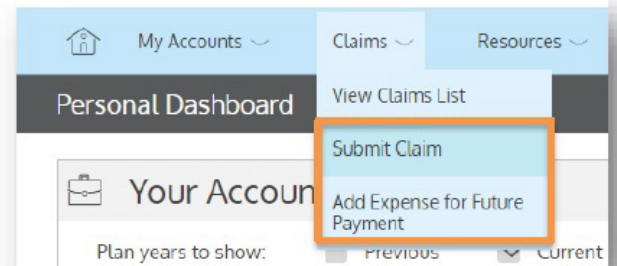 My Accounts Claims Resources
Personal Dashboard
View Claims List
Submit Claim
Your Accoun
Add Expense for Future
Payment
Plan years to show: Previous Current